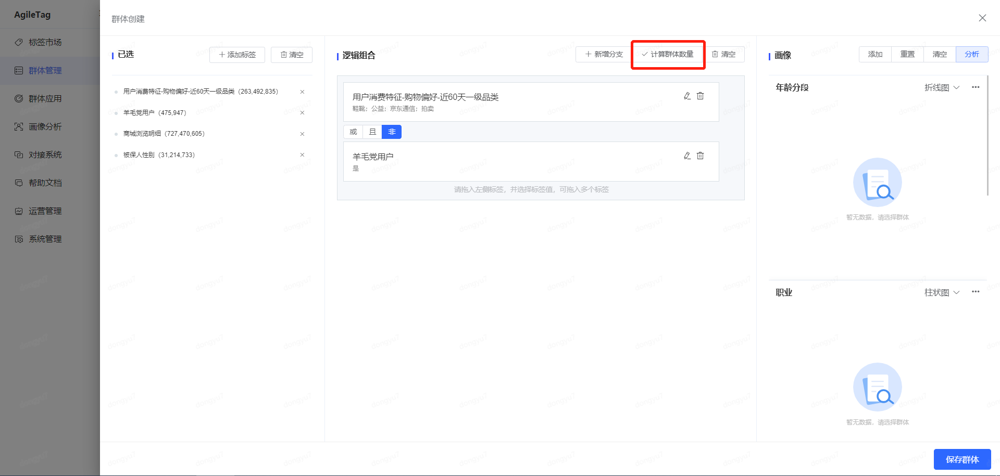 AgileTag
标签市场
群体管理
群体应用
画像分析
对接系统
帮助文档
运营管理
系统管理
群体创建
已选
添加标签
清空
用户消费特征-购物偏好-近60天一级品类（263,492,835）
羊毛党用户（475,947）
商城浏览明细（727,470,605）
被保人性别（31,214,733）
逻辑组合
新增分支
计算群体数量
清空
用户消费特征-购物偏好-近60天一级品类
鞋靴；公益；京东通信；拍卖
或 且 非
羊毛党用户
是
请拖入左侧标签，并选择标签值，可拖入多个标签
画像
添加 重置 清空 分析
年龄分段
折线图
暂无数据，请选择群体
职业
柱状图
暂无数据，请选择群体
保存群体
dongyu7